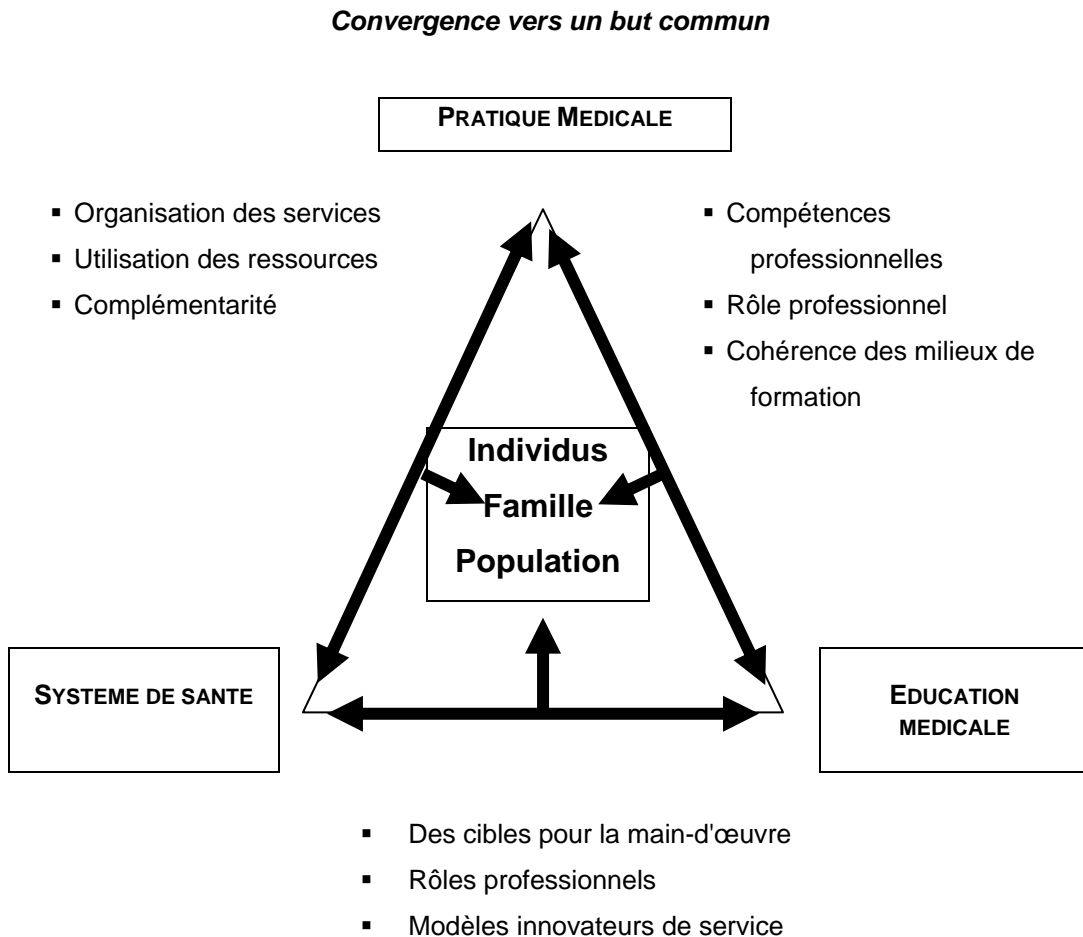 Convergence vers un but commun
PRATIQUE MEDICALE
▪ Organisation des services
▪ Utilisation des ressources
▪ Complémentarité
▪ Compétences
professionnelles
▪ Rôle professionnel
▪ Cohérence des milieux de
formation
Individus
Famille
Population
SYSTEME DE SANTE
EDUCATION
MEDICALE
▪ Des cibles pour la main-d'œuvre
▪ Rôles professionnels
▪ Modèles innovateurs de service